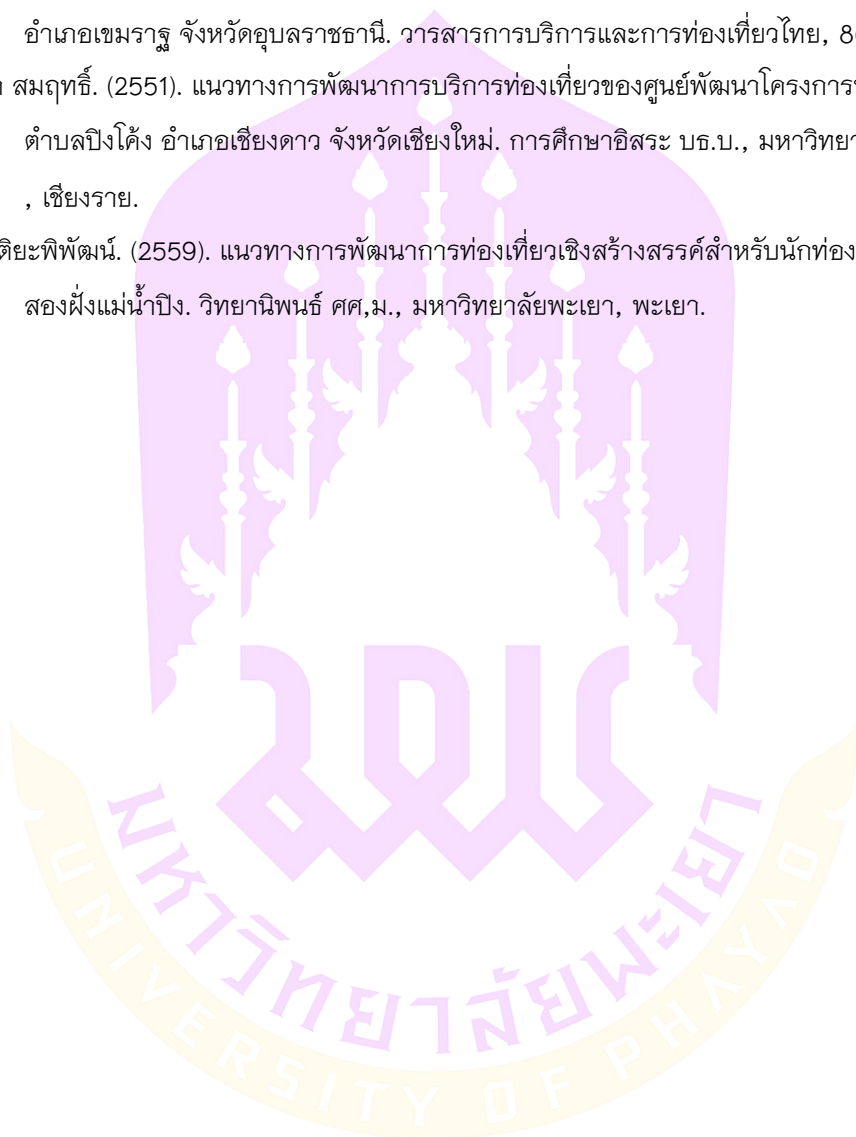 อำเภอเขมราฐ จังหวัดอุบลราชธานี. วารสารการบริการและการท่องเที่ยวไทย, 8
สมฤทธิ์. (2551). แนวทางการพัฒนาการบริการท่องเที่ยวของศูนย์พัฒนาโครงการ
ตำบลปิงโค้ง อำเภอเชียงดาว จังหวัดเชียงใหม่. การศึกษาอิสระ บธ.บ., มหาวิทยา
, เชียงราย.
ติยะพิพัฒน์. (2559). แนวทางการพัฒนาการท่องเที่ยวเชิงสร้างสรรค์สำหรับนักท่อง
สองฝั่งแม่น้ำปิง. วิทยานิพนธ์ ศศ,ม., มหาวิทยาลัยพะเยา, พะเยา.
มหาวิทยาลัยพะเยา
UNIVERSITY OF PHAYAO